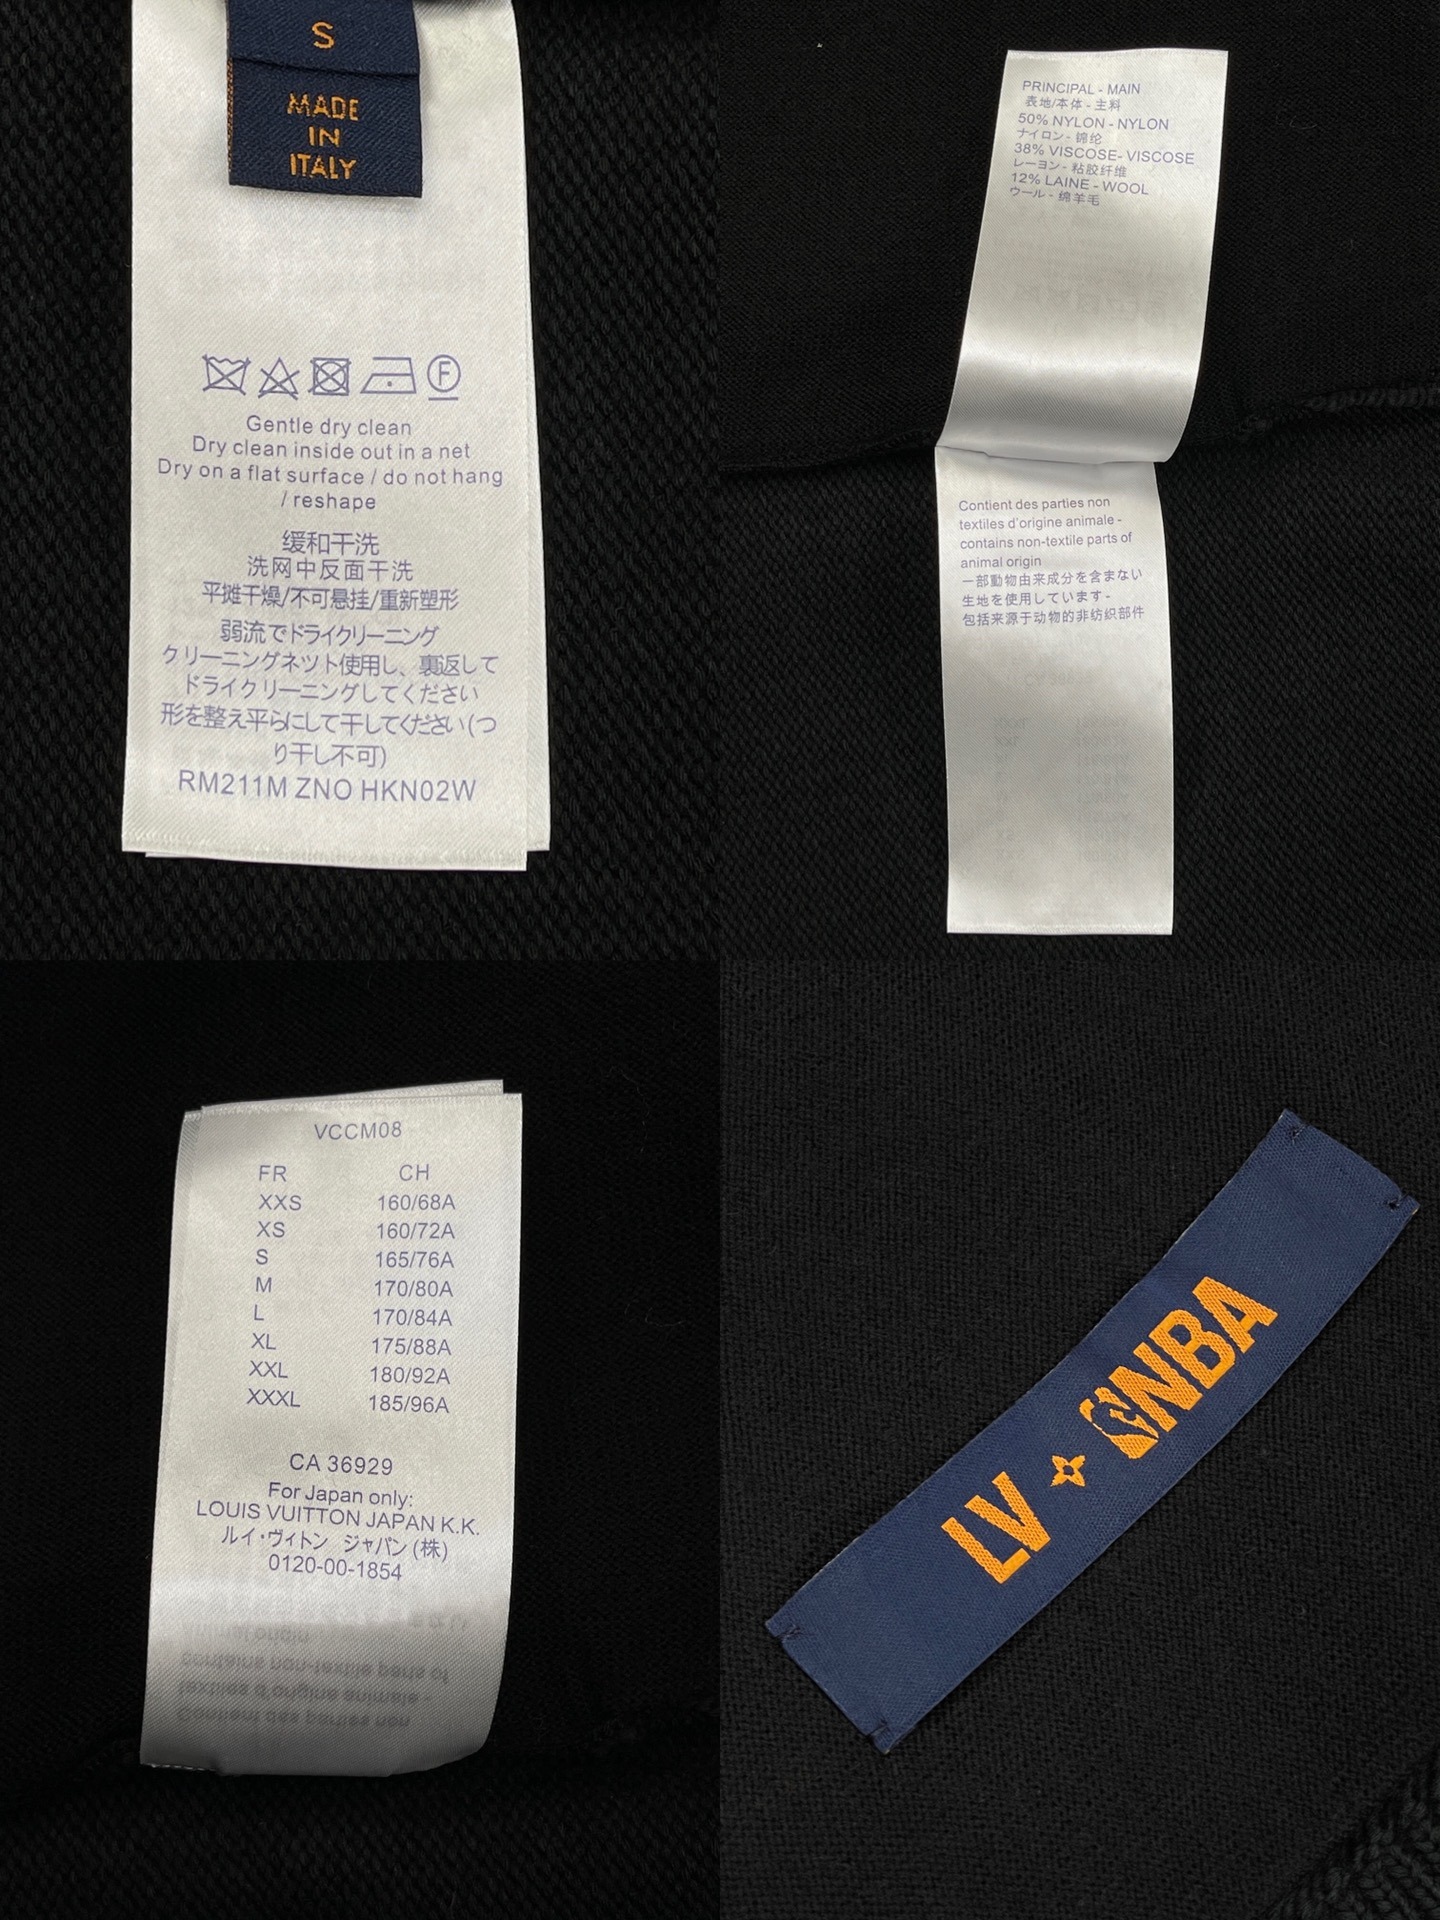 S
MADE
IN
ITALY
F
Gentle dry clean
Dry clean inside out in a net
Dry on a flat surface / do not hang
/ reshape
缓和干洗
洗网中反面干洗
平摊干燥/不可悬挂/重新塑形
弱流でドライクリーニング
クリーニングネット使用し、裏返して
ドライクリーニングしてください
形を整え平らにして干してください(つ
り干し不可)
RM211M ZNO HKN02W
PRINCIPAL - MAIN
表地/本体 - 主料
50% NYLON - NYLON
ナイロン - 锦纶
38% VISCOSE- VISCOSE
レーヨン - 粘胶纤维
12% LAINE - WOOL
ウール - 绵羊毛
Contient des parties non
textiles d'origine animale -
contains non-textile parts of
animal origin
一部動物由来成分を含まない
生地を使用しています -
包括来源于动物的非纺织部件
VCCM08
FR CH
XXS 160/68A
XS 160/72A
S 165/76A
M 170/80A
L 170/84A
XL 175/88A
XXL 180/92A
XXXL 185/96A
CA 36929
For Japan only:
LOUIS VUITTON JAPAN K.K.
ルイ・ヴィトン ジャパン (株)
0120-00-1854
LV NBA